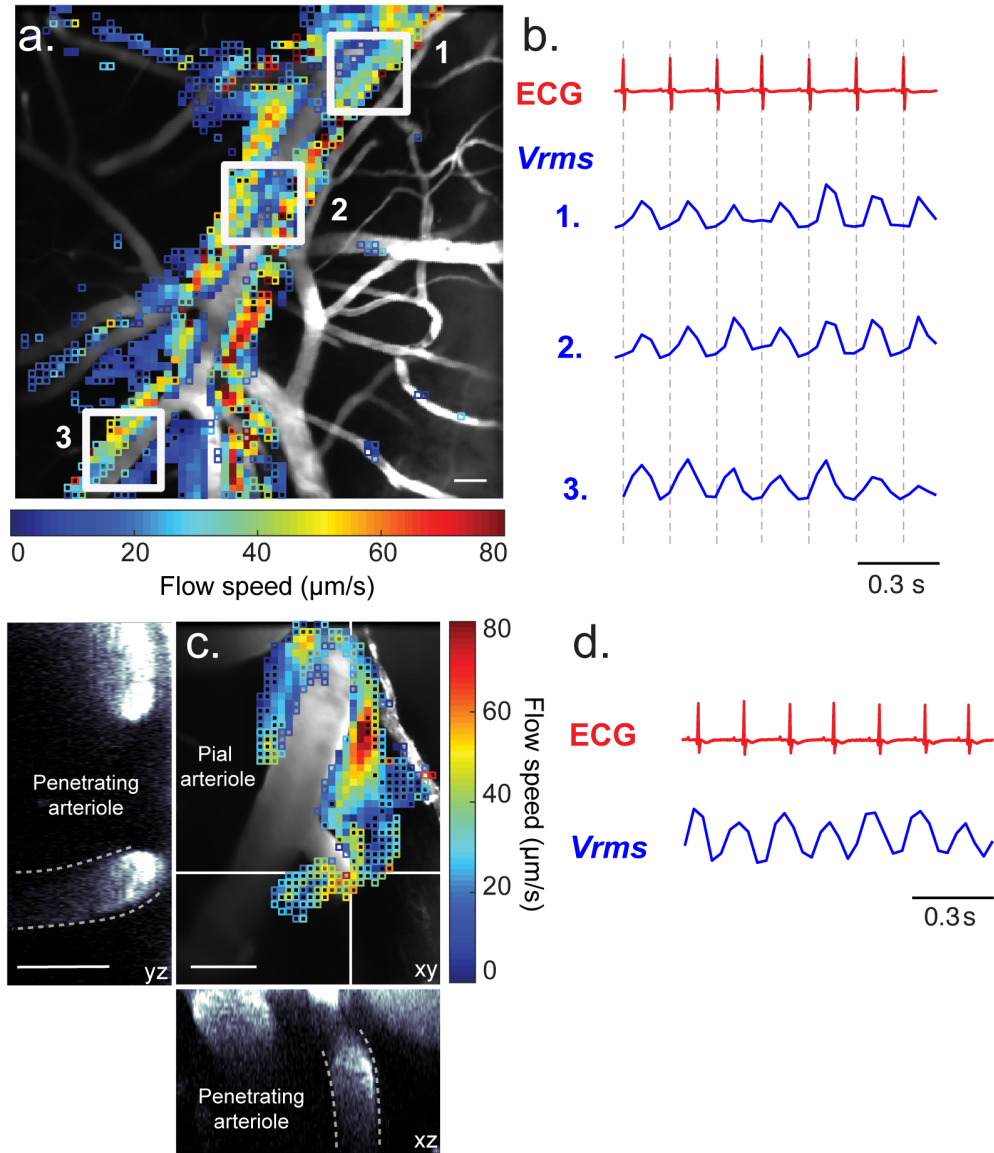 a.
1
2
3
0 20 40 60 80
Flow speed (µm/s)
b.
ECG
Vrms
1.
2.
3.
0.3 s
Penetrating
arteriole
yz
c.
Pial
arteriole
xy
80
60
40
20
0
Flow speed (µm/s)
Penetrating
arteriole
xz
d.
ECG
Vrms
0.3 s